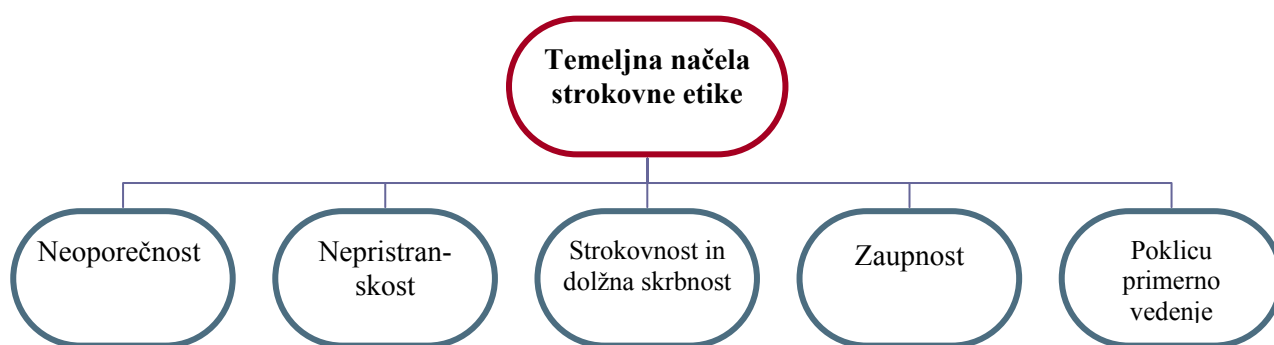 Temeljna načela
strokovne etike
Neoporečnost
Nepristran-
skost
Strokovnost in
dolžna skrbnost
Zaupnost
Poklicu
primerno
vedenje